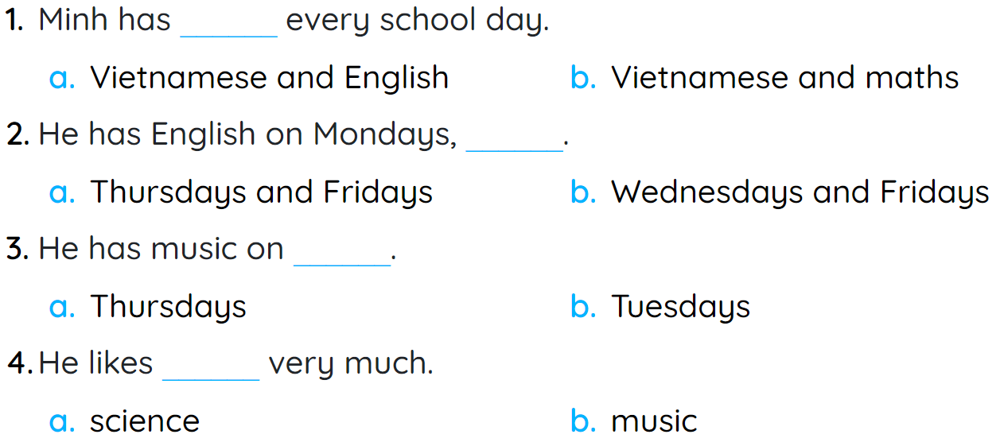 1. Minh has ______ every school day.
a. Vietnamese and English b. Vietnamese and maths
2. He has English on Mondays, ______.
a. Thursdays and Fridays b. Wednesdays and Fridays
3. He has music on ______.
a. Thursdays b. Tuesdays
4. He likes ______ very much.
a. science b. music